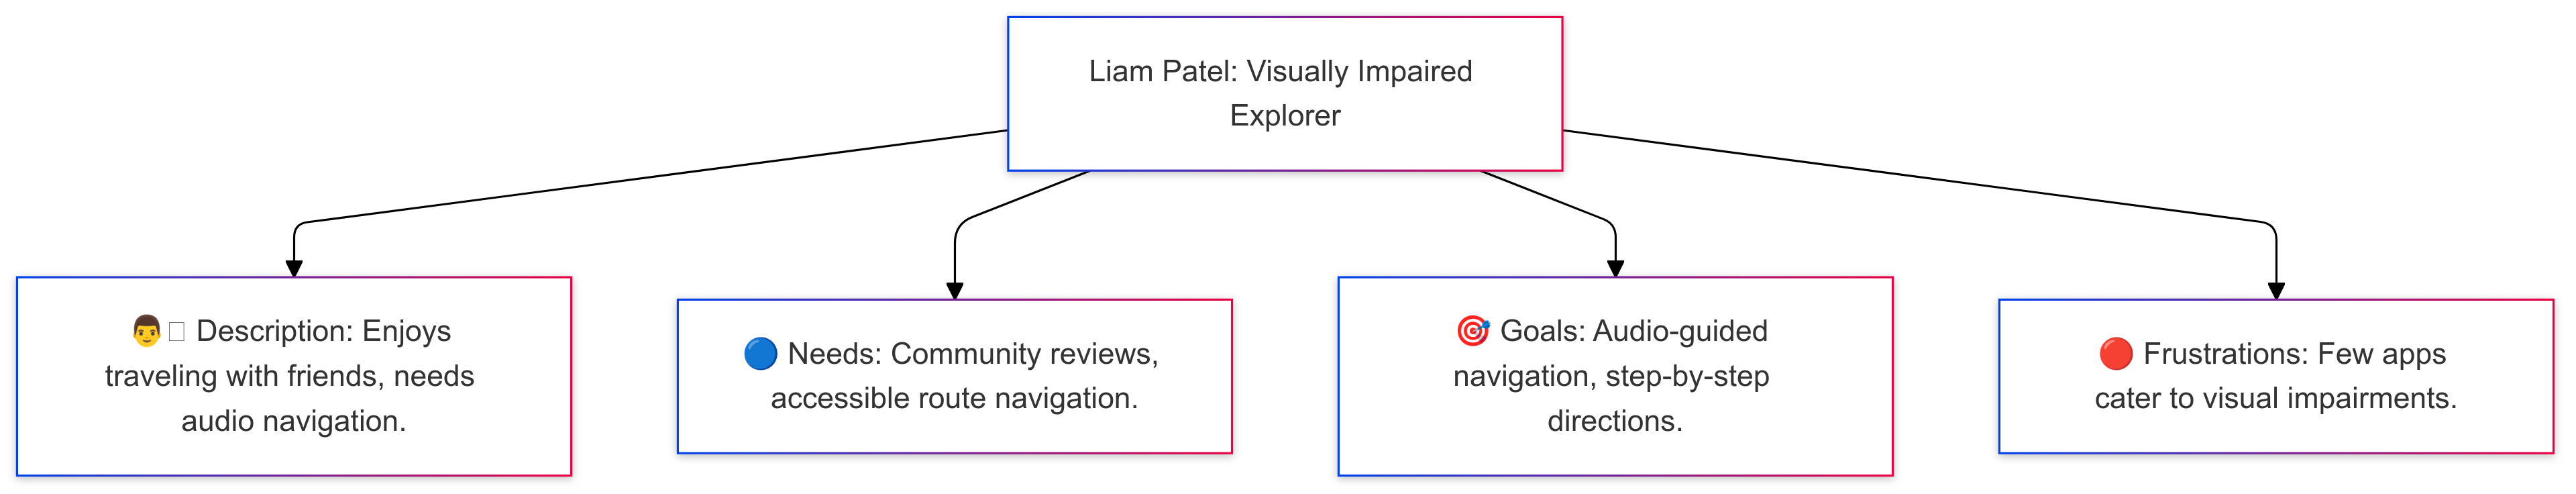 Liam Patel: Visually Impaired
Explorer
👨 Description: Enjoys
traveling with friends, needs
audio navigation.
🔵 Needs: Community reviews,
accessible route navigation.
🎯 Goals: Audio-guided
navigation, step-by-step
directions.
🔴 Frustrations: Few apps
cater to visual impairments.